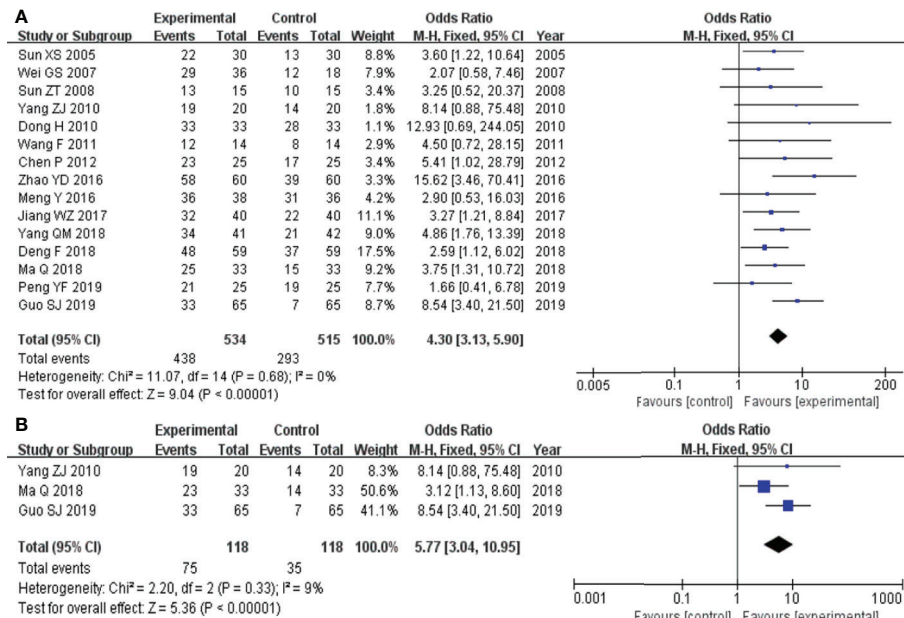 A
Experimental Control Odds Ratio Odds Ratio
Study or Subgroup Events Total Events Total Weight M-H, Fixed, 95% CI Year M-H, Fixed, 95% CI
Sun XS 2005 22 30 13 30 8.8% 3.60 [1.22, 10.64] 2005
Wei GS 2007 29 36 12 18 7.9% 2.07 [0.58, 7.46] 2007
Sun ZT 2008 13 15 10 15 3.4% 3.25 [0.52, 20.37] 2008
Yang ZJ 2010 19 20 14 20 1.8% 8.14 [0.88, 75.48] 2010
Dong H 2010 33 33 28 33 1.1% 12.93 [0.69, 244.05] 2010
Wang F 2011 12 14 8 14 3.0% 4.50 [0.72, 28.15] 2011
Chen P 2012 23 25 17 25 3.4% 5.41 [1.02, 28.79] 2012
Zhao YD 2016 58 60 39 60 3.3% 15.62 [3.46, 70.41] 2016
Meng Y 2016 36 38 31 36 4.2% 2.90 [0.53, 16.03] 2016
Jiang WZ 2017 32 40 22 40 11.1% 3.27 [1.21, 8.84] 2017
Yang QM 2018 34 41 21 42 9.0% 4.86 [1.76, 13.39] 2018
Deng F 2018 48 59 37 59 17.5% 2.59 [1.12, 6.02] 2018
Ma Q 2018 25 33 15 33 9.2% 3.75 [1.31, 10.72] 2018
Peng YF 2019 21 25 19 25 7.7% 1.66 [0.41, 6.78] 2019
Guo SJ 2019 33 65 7 65 8.7% 8.54 [3.40, 21.50] 2019
Total (95% CI) 534 515 100.0% 4.30 [3.13, 5.90]
Total events 438 293
Heterogeneity: Chi² = 11.07, df = 14 (P = 0.68); I² = 0%
Test for overall effect: Z = 9.04 (P < 0.00001)
0.005 0.1 1 10 200
Favours [control] Favours [experimental]
B
Experimental Control Odds Ratio Odds Ratio
Study or Subgroup Events Total Events Total Weight M-H, Fixed, 95% CI Year M-H, Fixed, 95% CI
Yang ZJ 2010 19 20 14 20 8.3% 8.14 [0.88, 75.48] 2010
Ma Q 2018 23 33 14 33 50.6% 3.12 [1.13, 8.60] 2018
Guo SJ 2019 33 65 7 65 41.1% 8.54 [3.40, 21.50] 2019
Total (95% CI) 118 118 100.0% 5.77 [3.04, 10.95]
Total events 75 35
Heterogeneity: Chi² = 2.20, df = 2 (P = 0.33); I² = 9%
Test for overall effect: Z = 5.36 (P < 0.00001)
0.001 0.1 1 10 1000
Favours [control] Favours [experimental]